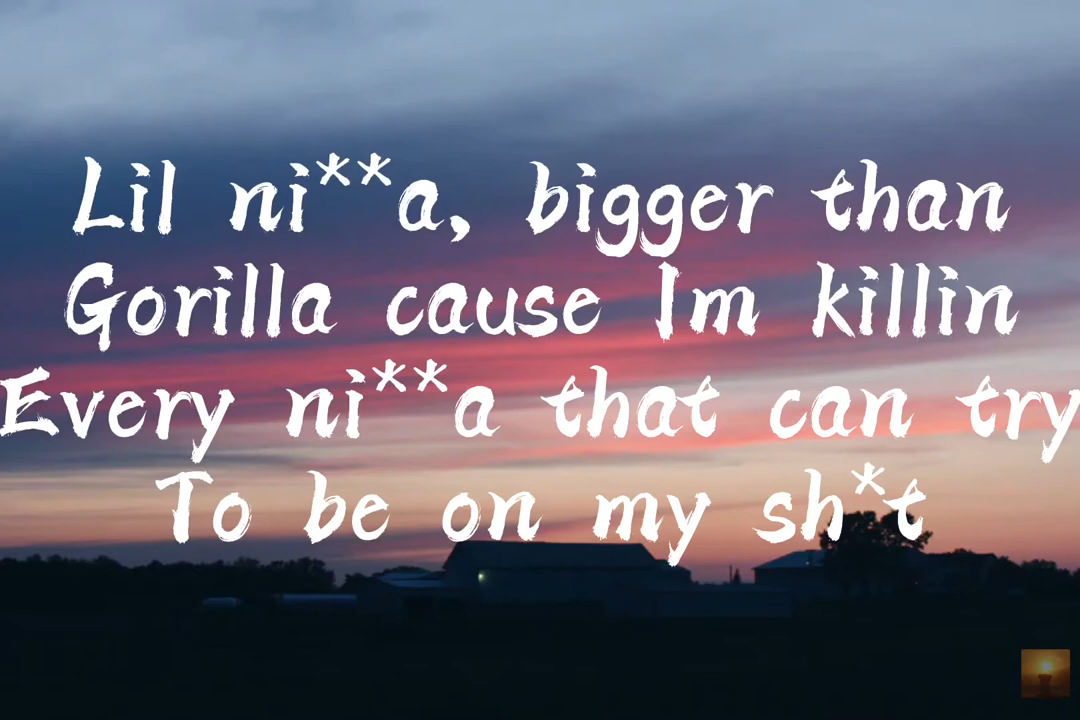 Lil ni**a, bigger than
Gorilla cause Im killin
Every ni**a that can try
To be on my sh*t